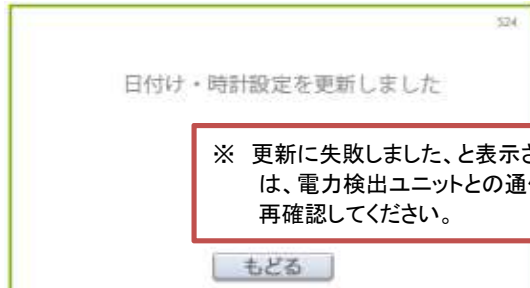 524
日付け・時計設定を更新しました
※ 更新に失敗しました、と表示さ
は、電力検出ユニットとの通
再確認してください。
もどる